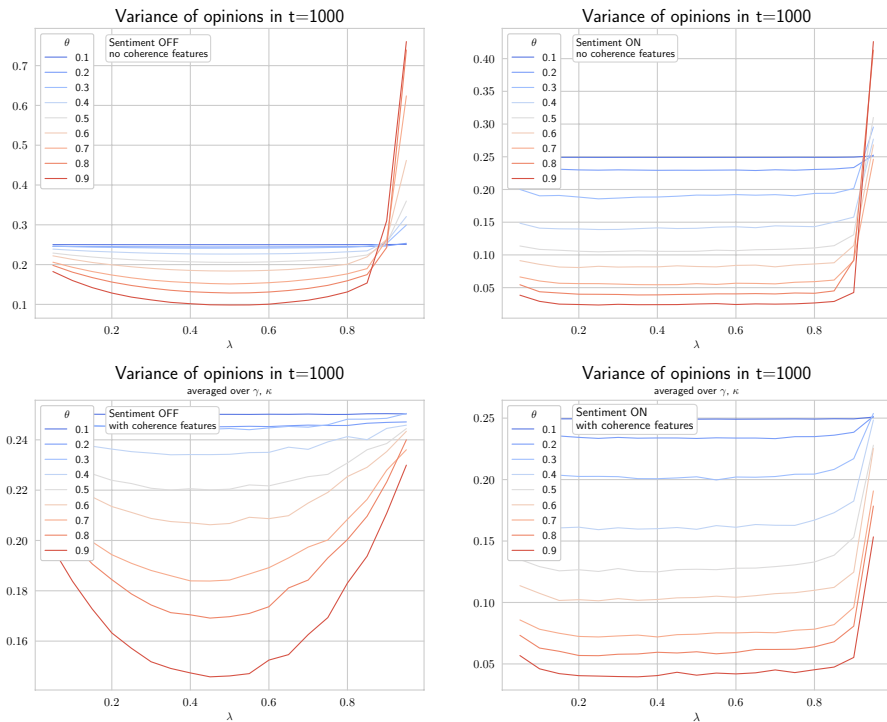 Variance of opinions in t=1000
θ
0.1
0.2
0.3
0.4
0.5
0.6
0.7
0.8
0.9
Sentiment OFF
no coherence features
0.7
0.6
0.5
0.4
0.3
0.2
0.1
0.2 0.4 0.6 0.8
λ
Variance of opinions in t=1000
θ
0.1
0.2
0.3
0.4
0.5
0.6
0.7
0.8
0.9
Sentiment ON
no coherence features
0.40
0.35
0.30
0.25
0.20
0.15
0.10
0.05
0.2 0.4 0.6 0.8
λ
Variance of opinions in t=1000
averaged over γ, κ
θ
0.1
0.2
0.3
0.4
0.5
0.6
0.7
0.8
0.9
Sentiment OFF
with coherence features
0.24
0.22
0.20
0.18
0.16
0.2 0.4 0.6 0.8
λ
Variance of opinions in t=1000
averaged over γ, κ
θ
0.1
0.2
0.3
0.4
0.5
0.6
0.7
0.8
0.9
Sentiment ON
with coherence features
0.25
0.20
0.15
0.10
0.05
0.2 0.4 0.6 0.8
λ